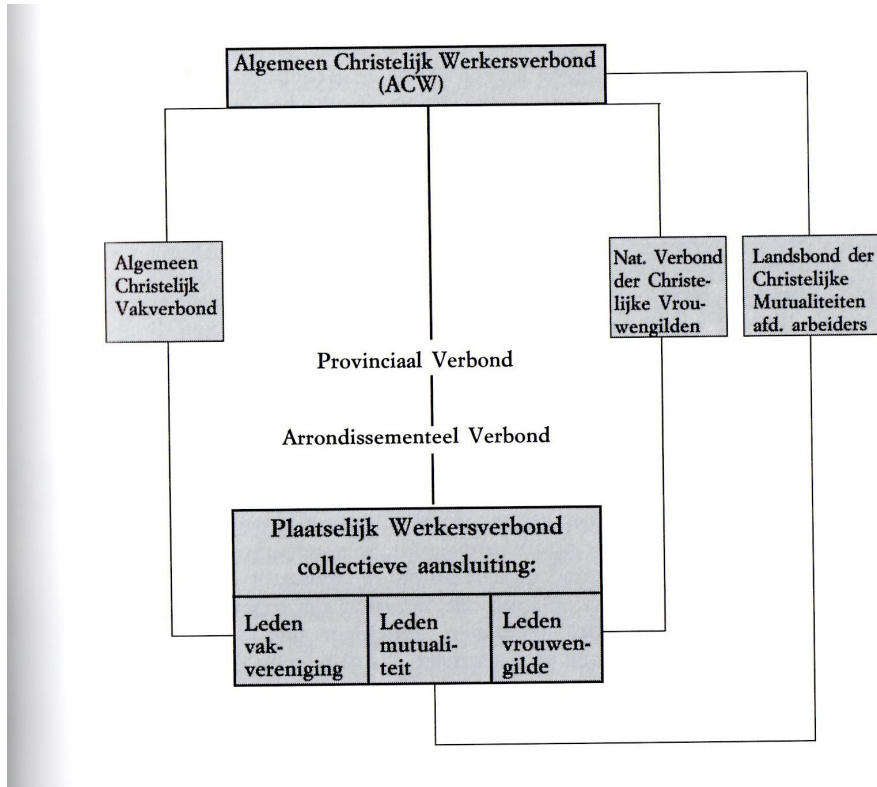 Algemeen Christelijk Werkersverbond
(ACW)
Algemeen
Christelijk
Vakverbond
Nat. Verbond
der Christe-
lijke Vrou-
wengilden
Landsbond der
Christelijke
Mutualiteiten
afd. arbeiders
Provinciaal Verbond
Arrondissementeel Verbond
Plaatselijk Werkersverbond
collectieve aansluiting:
Leden
vak-
vereniging
Leden
mutuali-
teit
Leden
vrouwen-
gilde